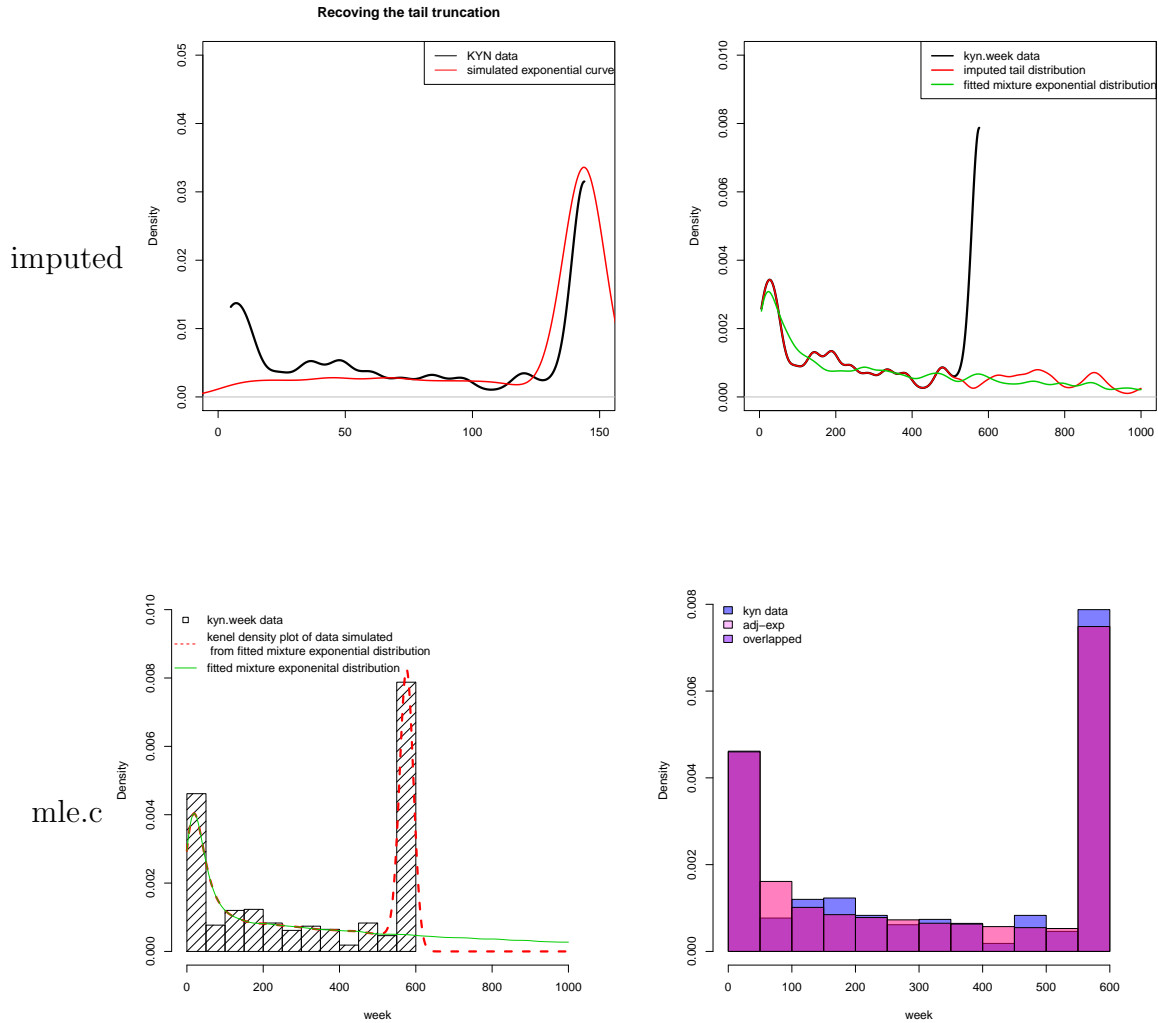 Recoving the tail truncation
KYN data
simulated exponential curve
Density
0.00
0.01
0.02
0.03
0.04
0.05
0
50
100
150
kyn.week data
imputed tail distribution
fitted mixture exponential distribution
Density
0.000
0.002
0.004
0.006
0.008
0.010
0
200
400
600
800
1000
imputed
kyn.week data
kenel density plot of data simulated
from fitted mixture exponential distribution
fitted mixture exponenital distribution
Density
0.000
0.002
0.004
0.006
0.008
0.010
0
200
400
600
800
1000
week
kyn data
adj−exp
overlapped
Density
0.000
0.002
0.004
0.006
0.008
0
100
200
300
400
500
600
week
mle.c